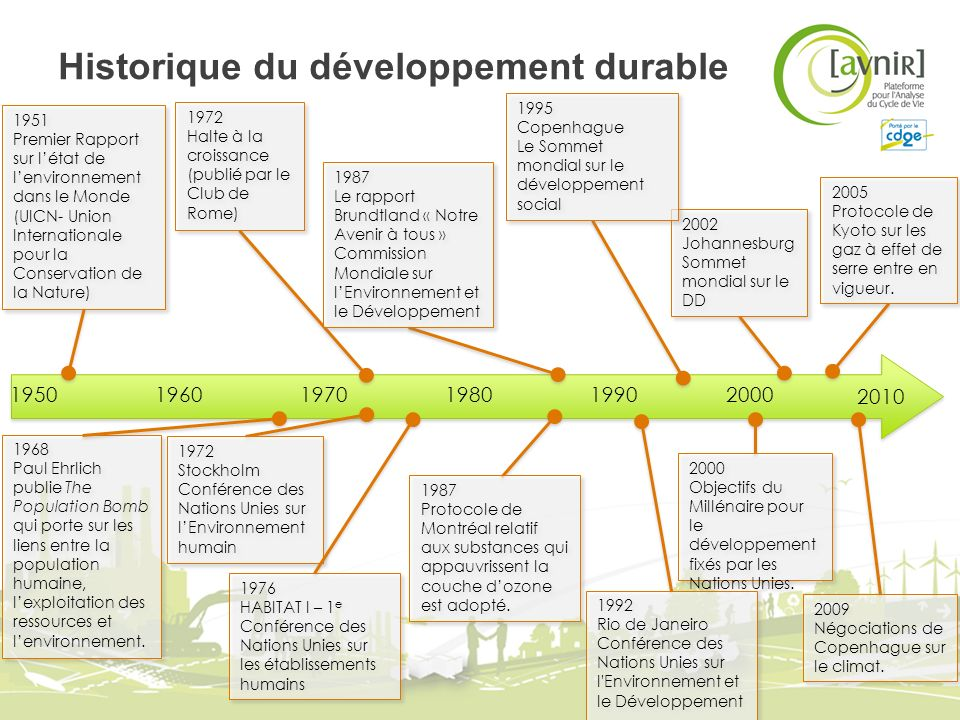 Historique du développement durable
[avniR]
Plateforme
pour l'Analyse
du Cycle de Vie
Porté par le
cd2e
1951
Premier Rapport
sur l’état de
l’environnement
dans le Monde
(UICN- Union
Internationale
pour la
Conservation de
la Nature)
1972
Halte à la
croissance
(publié par le
Club de
Rome)
1987
Le rapport
Brundtland « Notre
Avenir à tous »
Commission
Mondiale sur
l’Environnement et
le Développement
1995
Copenhague
Le Sommet
mondial sur le
développement
social
2002
Johannesburg
Sommet
mondial sur le
DD
2005
Protocole de
Kyoto sur les
gaz à effet de
serre entre en
vigueur.
1950 1960 1970 1980 1990 2000 2010
1968
Paul Ehrlich
publie The
Population Bomb
qui porte sur les
liens entre la
population
humaine,
l’exploitation des
ressources et
l’environnement.
1972
Stockholm
Conférence des
Nations Unies sur
l’Environnement
humain
1976
HABITAT I – 1e
Conférence des
Nations Unies sur
les établissements
humains
1987
Protocole de
Montréal relatif
aux substances qui
appauvrissent la
couche d’ozone
est adopté.
1992
Rio de Janeiro
Conférence des
Nations Unies sur
l'Environnement et
le Développement
2000
Objectifs du
Millénaire pour
le
développement
fixés par les
Nations Unies.
2009
Négociations de
Copenhague sur
le climat.